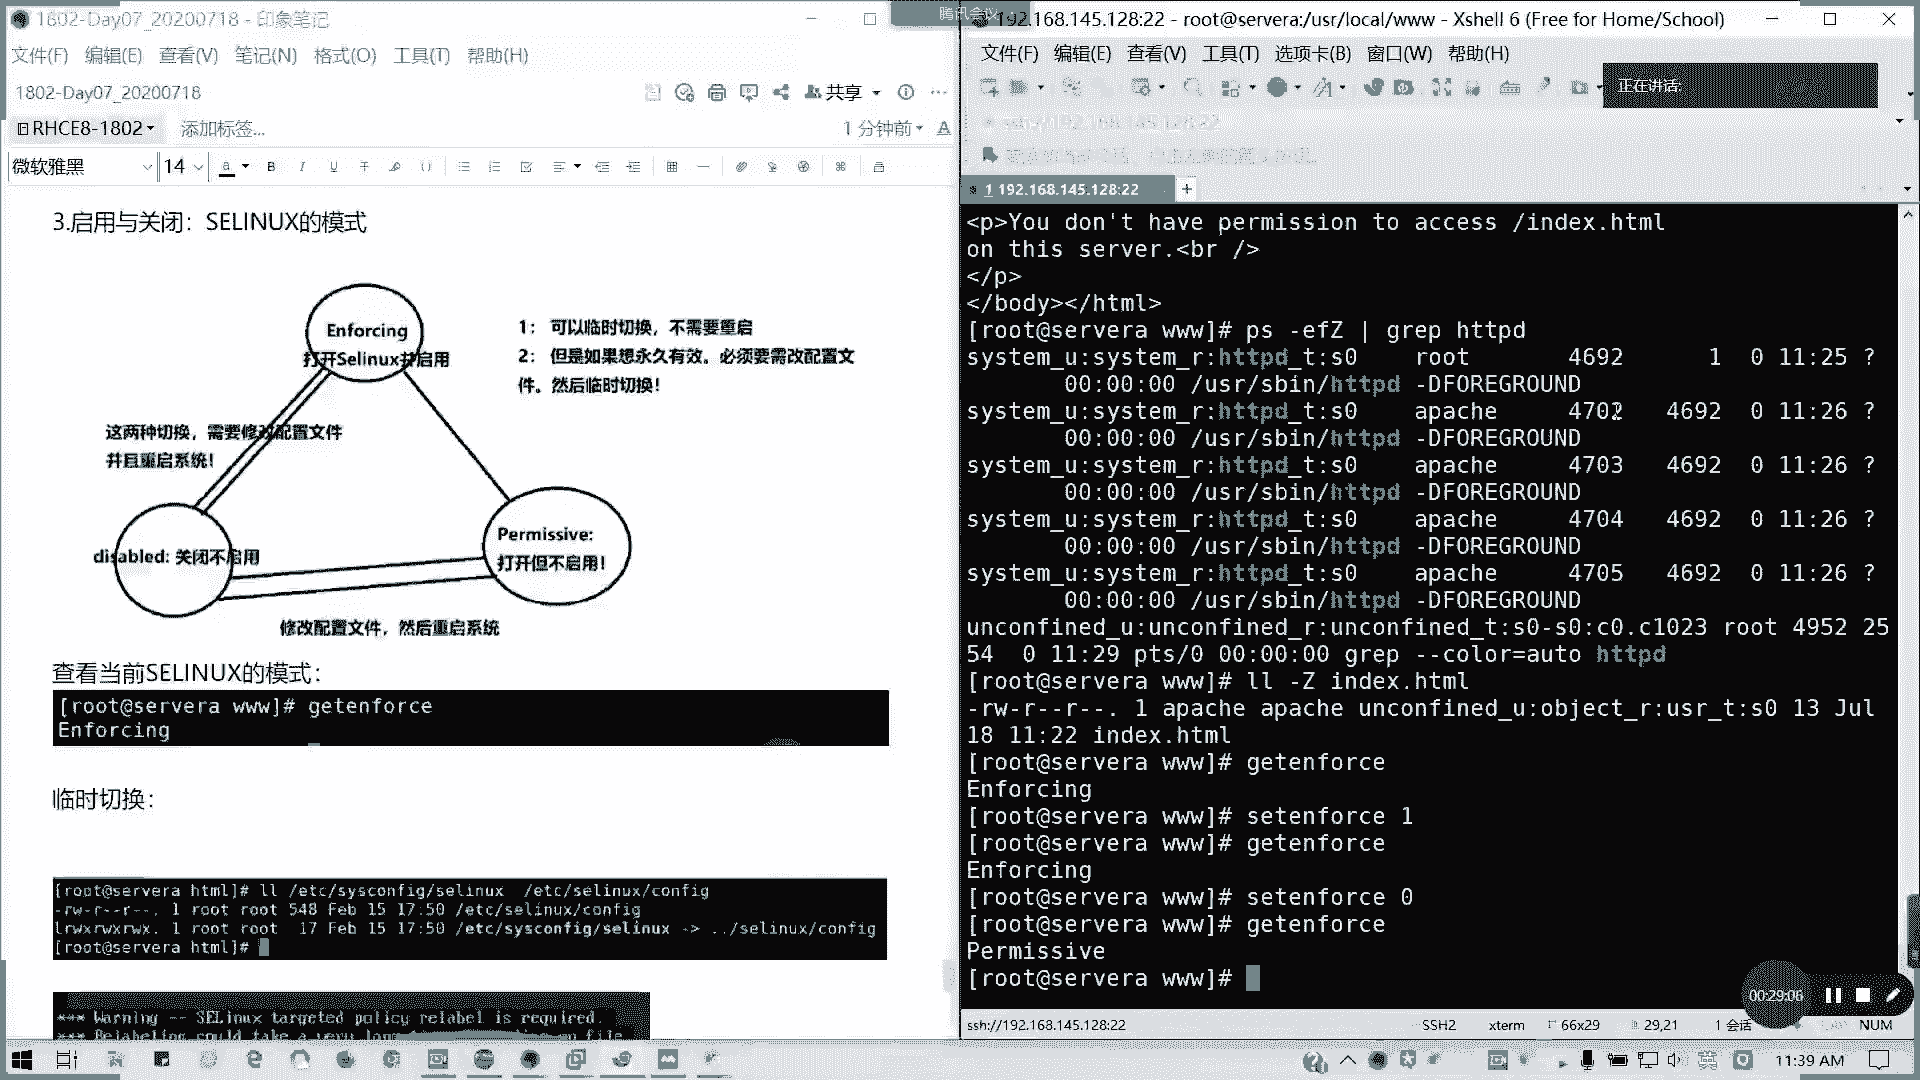 1802-Day07_20200718 - 印象笔记
文件(F) 编辑(E) 查看(V) 笔记(N) 格式(O) 工具(T) 帮助(H)
1802-Day07_20200718
共享
RHCE8-1802
添加标签...
1 分钟前
微软雅黑
14
3.启用与关闭：SELINUX的模式
Enforcing
打开Selinux并启用
1： 可以临时切换，不需要重启
2： 但是如果想永久有效。必须要需改配置文
件。然后临时切换！
这两种切换，需要修改配置文件
并且重启系统！
disabled: 关闭不启用
Permissive:
打开但不启用！
修改配置文件，然后重启系统
查看当前SELINUX的模式：
[root@servera www]# getenforce
Enforcing
临时切换：
[root@servera html]# ll /etc/sysconfig/selinux /etc/selinux/config
-rw-r--r--. 1 root root 548 Feb 15 17:50 /etc/selinux/config
lrwxrwxrwx. 1 root root 17 Feb 15 17:50 /etc/sysconfig/selinux -> ../selinux/config
[root@servera html]#
*** Warning -- SELinux targeted policy relabel is required.
*** Relabeling could take a very long
腾讯会议
192.168.145.128:22 - root@servera:/usr/local/www - Xshell 6 (Free for Home/School)
文件(F) 编辑(E) 查看(V) 工具(T) 选项卡(B) 窗口(W) 帮助(H)
正在讲话:
ssh://192.168.145.128:22
1 192.168.145.128:22
<p>You don't have permission to access /index.html
on this server.<br />
</p>
</body></html>
[root@servera www]# ps -efZ | grep httpd
system_u:system_r:httpd_t:s0 root 4692 1 0 11:25 ?
00:00:00 /usr/sbin/httpd -DFOREGROUND
system_u:system_r:httpd_t:s0 apache 4702 4692 0 11:26 ?
00:00:00 /usr/sbin/httpd -DFOREGROUND
system_u:system_r:httpd_t:s0 apache 4703 4692 0 11:26 ?
00:00:00 /usr/sbin/httpd -DFOREGROUND
system_u:system_r:httpd_t:s0 apache 4704 4692 0 11:26 ?
00:00:00 /usr/sbin/httpd -DFOREGROUND
system_u:system_r:httpd_t:s0 apache 4705 4692 0 11:26 ?
00:00:00 /usr/sbin/httpd -DFOREGROUND
unconfined_u:unconfined_r:unconfined_t:s0-s0:c0.c1023 root 4952 25
54 0 11:29 pts/0 00:00:00 grep --color=auto httpd
[root@servera www]# ll -Z index.html
-rw-r--r--. 1 apache apache unconfined_u:object_r:usr_t:s0 13 Jul
18 11:22 index.html
[root@servera www]# getenforce
Enforcing
[root@servera www]# setenforce 1
[root@servera www]# getenforce
Enforcing
[root@servera www]# setenforce 0
[root@servera www]# getenforce
Permissive
[root@servera www]#
00:29:06
ssh://192.168.145.128:22 SSH2 xterm 66x29 29,21 1 会话 NUM
英
11:39 AM